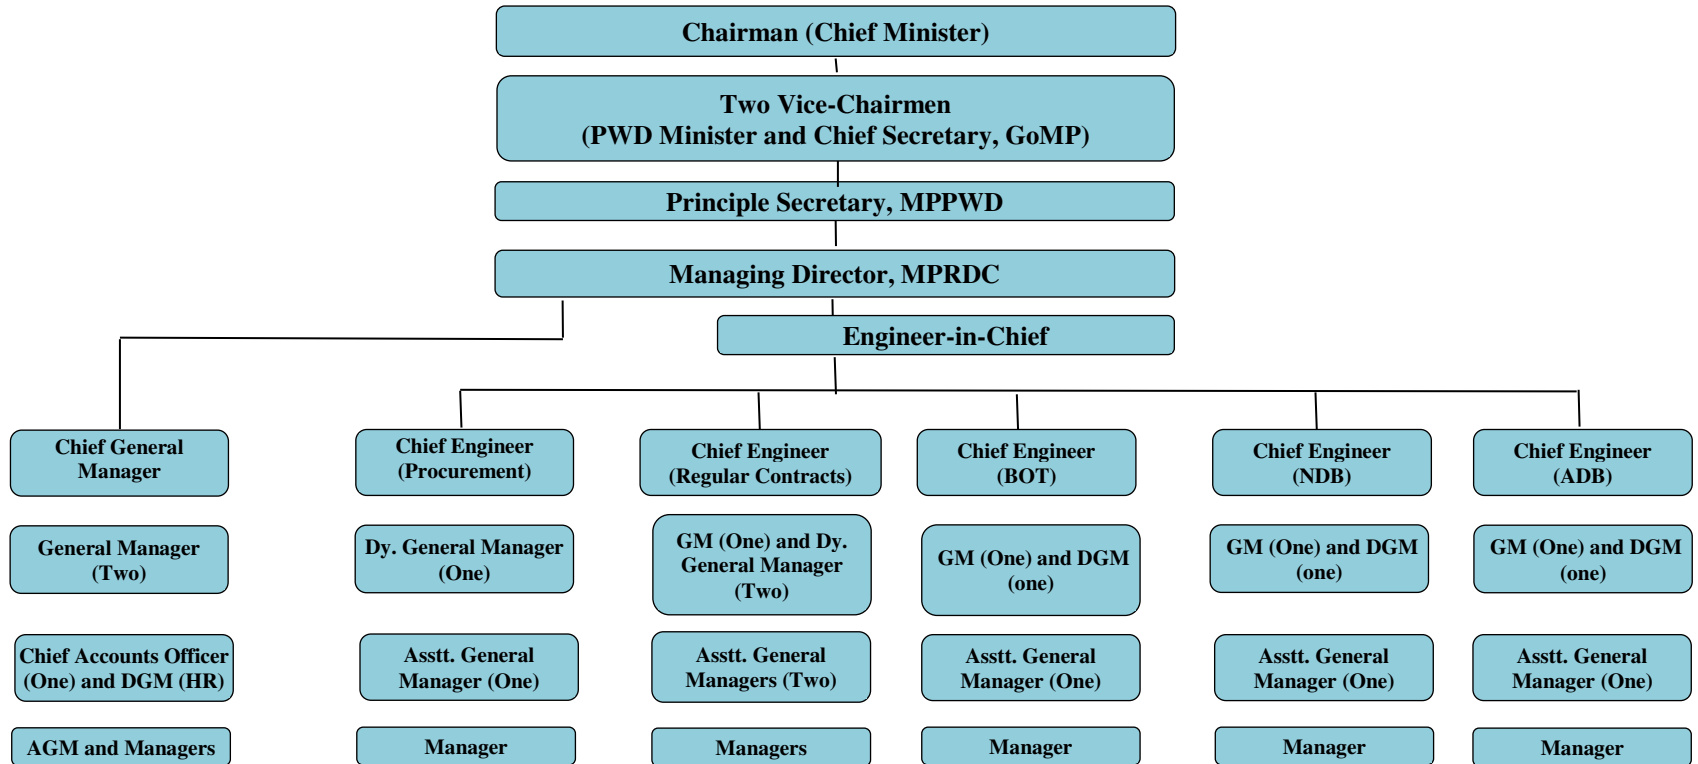 Chairman (Chief Minister)
Two Vice-Chairmen
(PWD Minister and Chief Secretary, GoMP)
Principle Secretary, MPPWD
Managing Director, MPRDC
Engineer-in-Chief
Chief General
Manager
Chief Engineer
(Procurement)
Chief Engineer
(Regular Contracts)
Chief Engineer
(BOT)
Chief Engineer
(NDB)
Chief Engineer
(ADB)
General Manager
(Two)
Dy. General Manager
(One)
GM (One) and Dy.
General Manager
(Two)
GM (One) and DGM
(one)
GM (One) and DGM
(one)
GM (One) and DGM
(one)
Chief Accounts Officer
(One) and DGM (HR)
Asstt. General
Manager (One)
Asstt. General
Managers (Two)
Asstt. General
Manager (One)
Asstt. General
Manager (One)
Asstt. General
Manager (One)
AGM and Managers
Manager
Managers
Manager
Manager
Manager